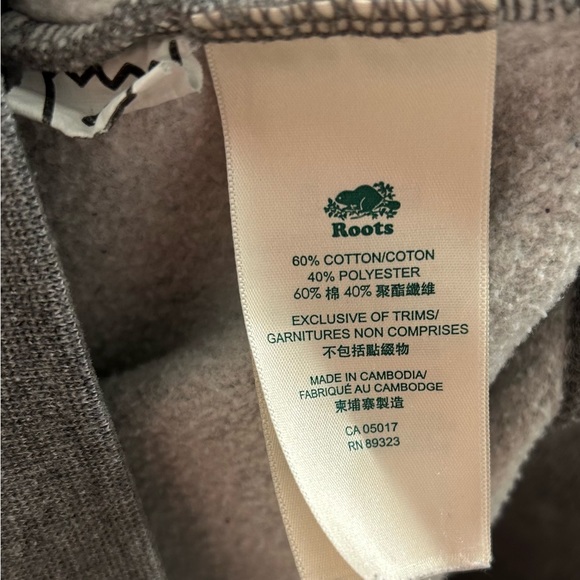 Roots
60% COTTON/COTON
40% POLYESTER
60% 棉 40% 聚酯纖維
EXCLUSIVE OF TRIMS/
GARNITURES NON COMPRISES
不包括點綴物
MADE IN CAMBODIA/
FABRIQUÉ AU CAMBODGE
柬埔寨製造
CA 05017
RN 89323